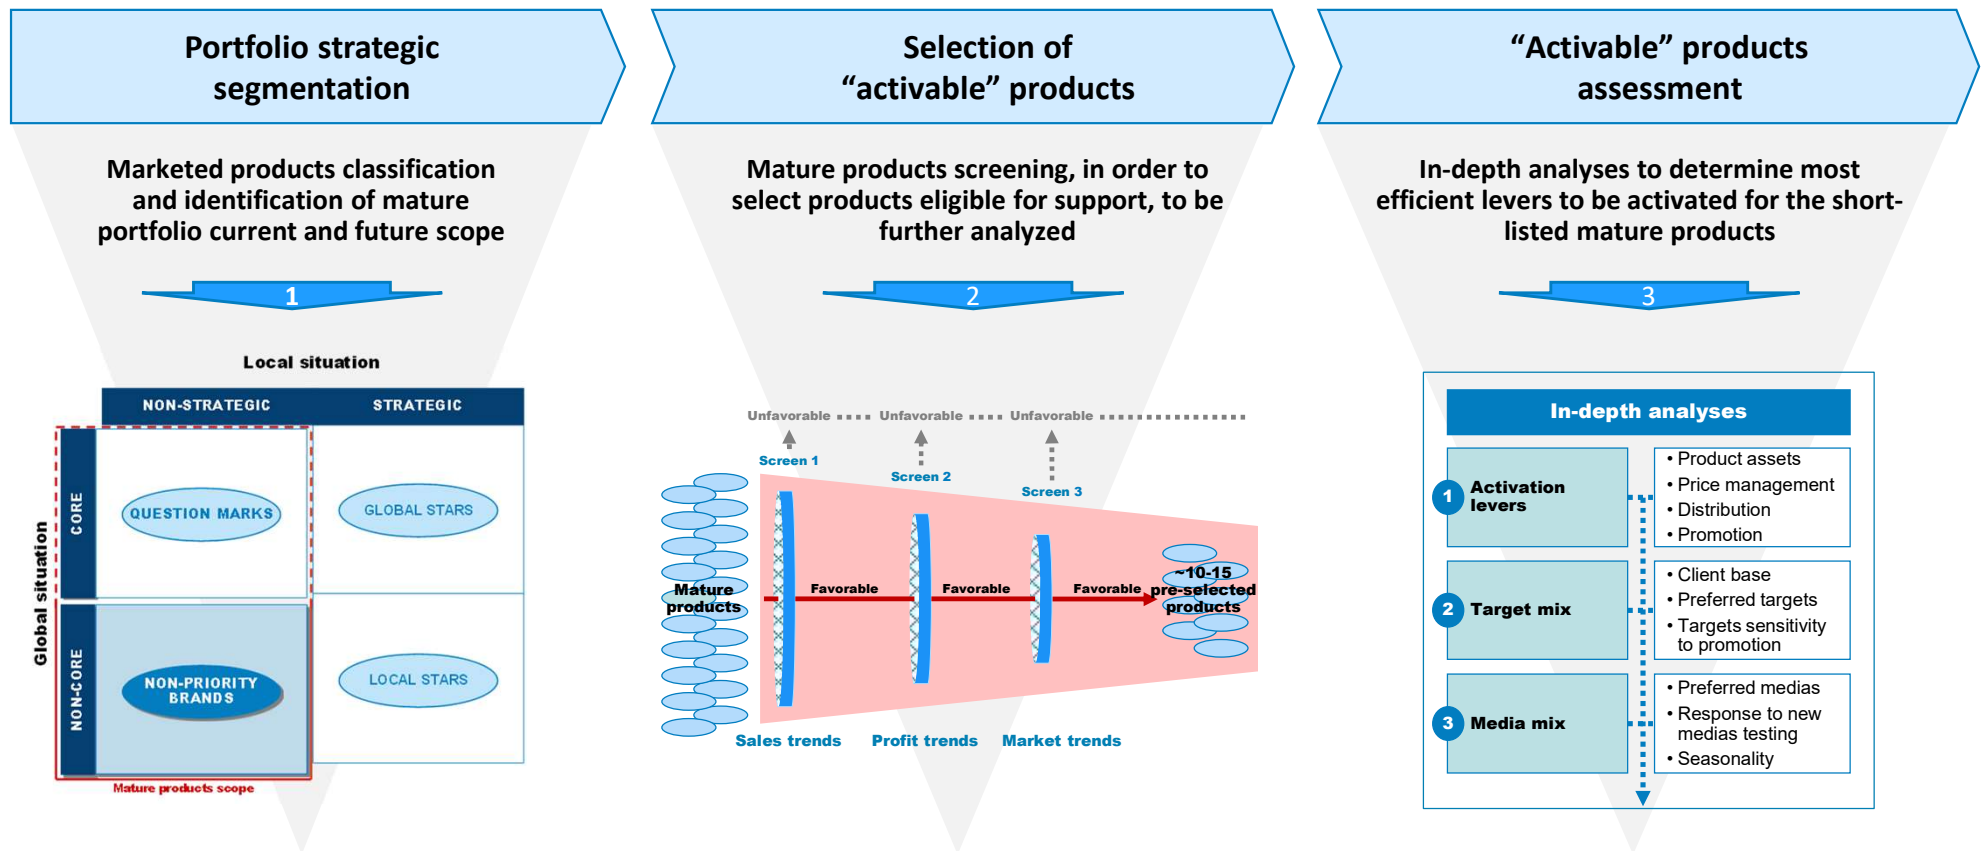 Portfolio strategic
segmentation
Marketed products classification
and identification of mature
portfolio current and future scope
1
Local situation
NON-STRATEGIC
STRATEGIC
Global situation
CORE
QUESTION MARKS
GLOBAL STARS
NON-CORE
NON-PRIORITY
BRANDS
LOCAL STARS
Mature products scope
Selection of
“activable” products
Mature products screening, in order to
select products eligible for support, to be
further analyzed
2
Unfavorable
Unfavorable
Unfavorable
Screen 1
Screen 2
Screen 3
Mature
products
Favorable
Favorable
Favorable
~10-15
pre-selected
products
Sales trends
Profit trends
Market trends
“Activable” products
assessment
In-depth analyses to determine most
efficient levers to be activated for the short-
listed mature products
3
In-depth analyses
1
Activation
levers
• Product assets
• Price management
• Distribution
• Promotion
2
Target mix
• Client base
• Preferred targets
• Targets sensitivity
to promotion
3
Media mix
• Preferred medias
• Response to new
medias testing
• Seasonality